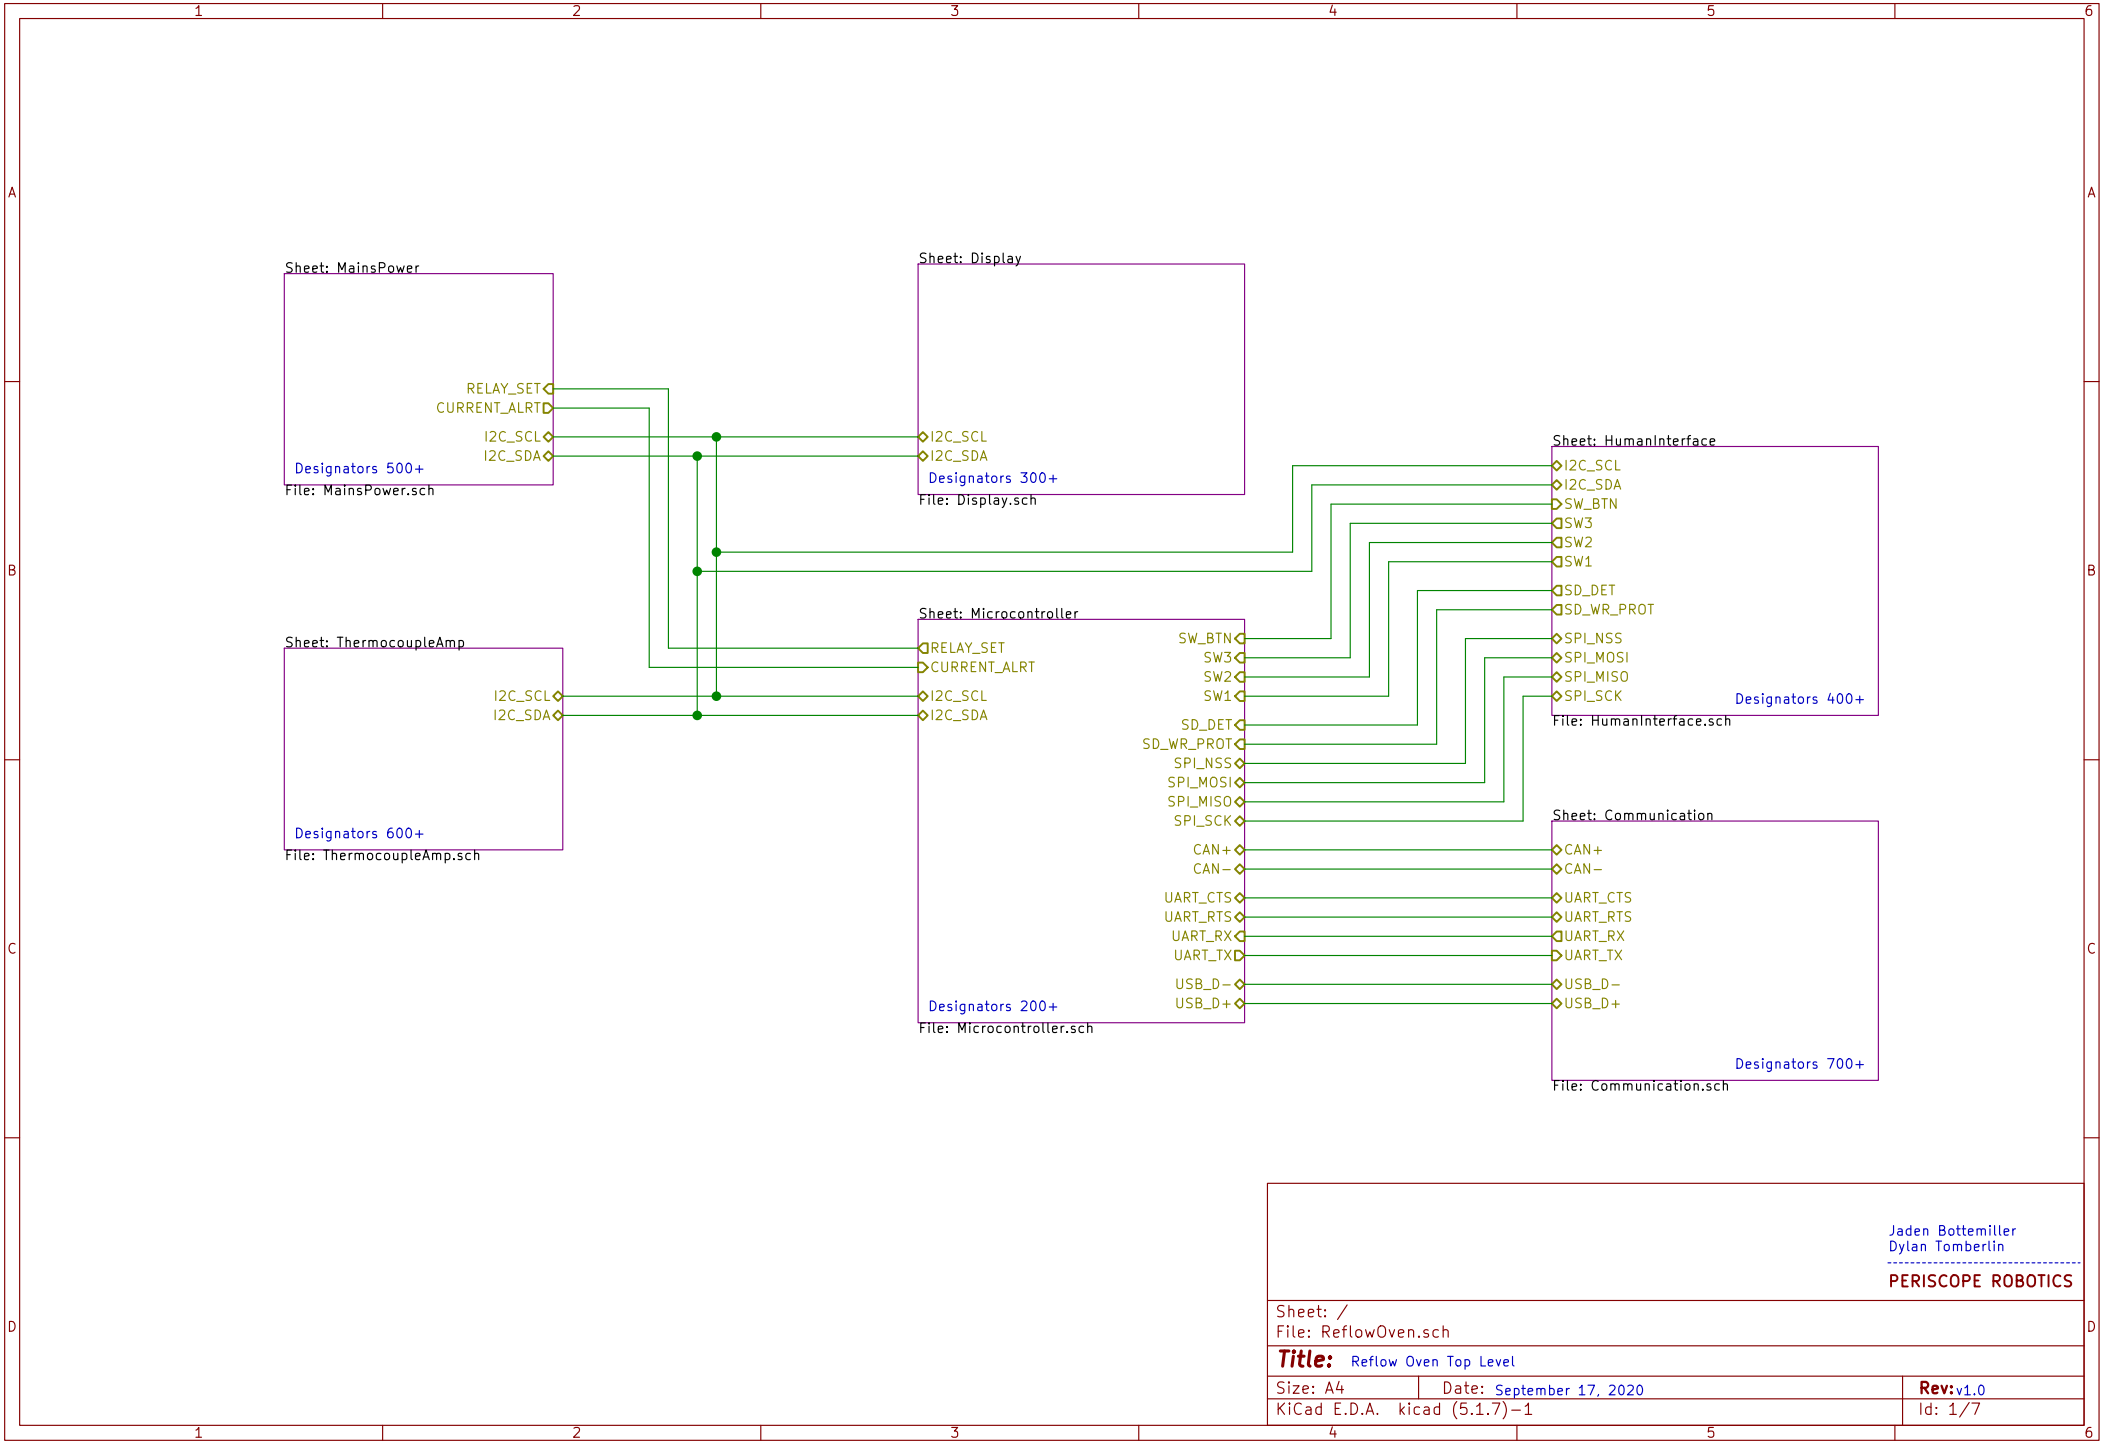 1 2 3 4 5 6
A A
B B
C C
D D
Sheet: MainsPower
RELAY_SET
CURRENT_ALRT
I2C_SCL
I2C_SDA
Designators 500+
File: MainsPower.sch
Sheet: Display
I2C_SCL
I2C_SDA
Designators 300+
File: Display.sch
Sheet: HumanInterface
I2C_SCL
I2C_SDA
SW_BTN
SW3
SW2
SW1
SD_DET
SD_WR_PROT
SPI_NSS
SPI_MOSI
SPI_MISO
SPI_SCK
Designators 400+
File: HumanInterface.sch
Sheet: ThermocoupleAmp
I2C_SCL
I2C_SDA
Designators 600+
File: ThermocoupleAmp.sch
Sheet: Microcontroller
RELAY_SET
CURRENT_ALRT
I2C_SCL
I2C_SDA
SW_BTN
SW3
SW2
SW1
SD_DET
SD_WR_PROT
SPI_NSS
SPI_MOSI
SPI_MISO
SPI_SCK
CAN+
CAN-
UART_CTS
UART_RTS
UART_RX
UART_TX
USB_D-
USB_D+
Designators 200+
File: Microcontroller.sch
Sheet: Communication
CAN+
CAN-
UART_CTS
UART_RTS
UART_RX
UART_TX
USB_D-
USB_D+
Designators 700+
File: Communication.sch
Jaden Bottemiller
Dylan Tomberlin
PERISCOPE ROBOTICS
Sheet: /
File: ReflowOven.sch
Title: Reflow Oven Top Level
Size: A4 Date: September 17, 2020 Rev: v1.0
KiCad E.D.A. kicad (5.1.7)-1 Id: 1/7
1 2 3 4 5 6